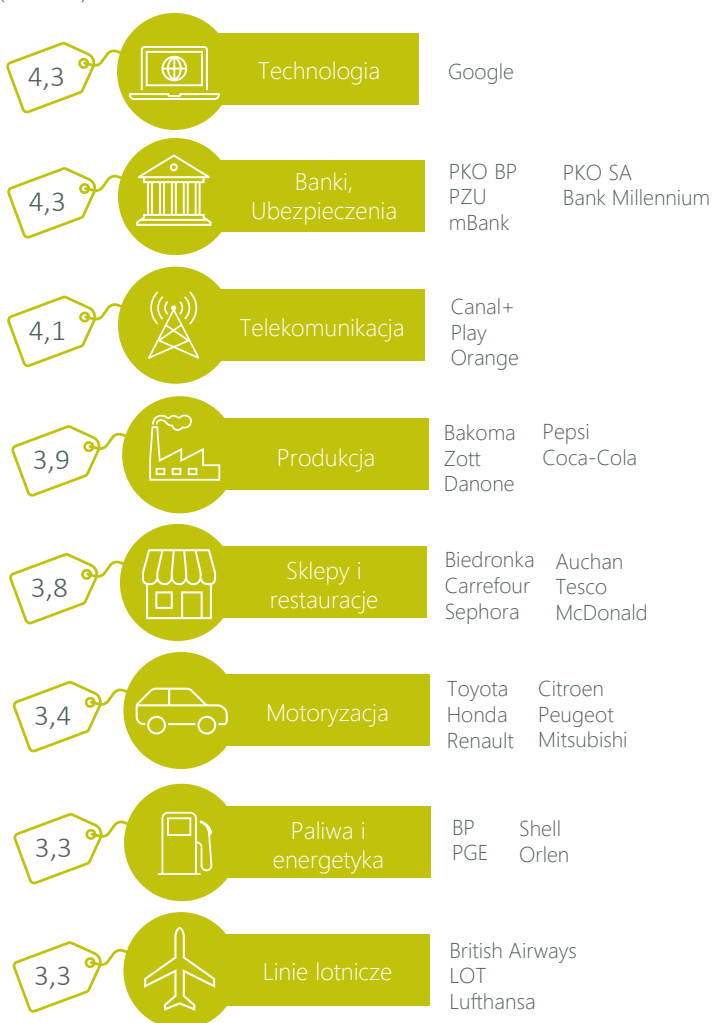 4,3
Technologia
Google
4,3
Banki,
Ubezpieczenia
PKO BP
PZU
mBank
PKO SA
Bank Millennium
4,1
Telekomunikacja
Canal+
Play
Orange
3,9
Produkcja
Bakoma
Zott
Danone
Pepsi
Coca-Cola
3,8
Sklepy i
restauracje
Biedronka
Carrefour
Sephora
Auchan
Tesco
McDonald
3,4
Motoryzacja
Toyota
Honda
Renault
Citroen
Peugeot
Mitsubishi
3,3
Paliwa i
energetyka
BP
PGE
Shell
Orlen
3,3
Linie lotnicze
British Airways
LOT
Lufthansa